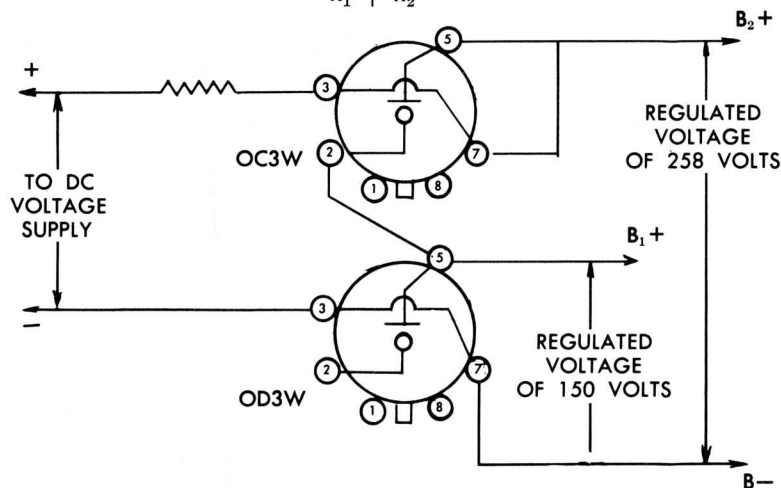 5
B₂+
+
3
REGULATED
VOLTAGE
OF 258 VOLTS
2
7
OC3W
1
8
TO DC
VOLTAGE
SUPPLY
5
B₁+
3
—
REGULATED
VOLTAGE
OF 150 VOLTS
2
7
OD3W
1
8
B—